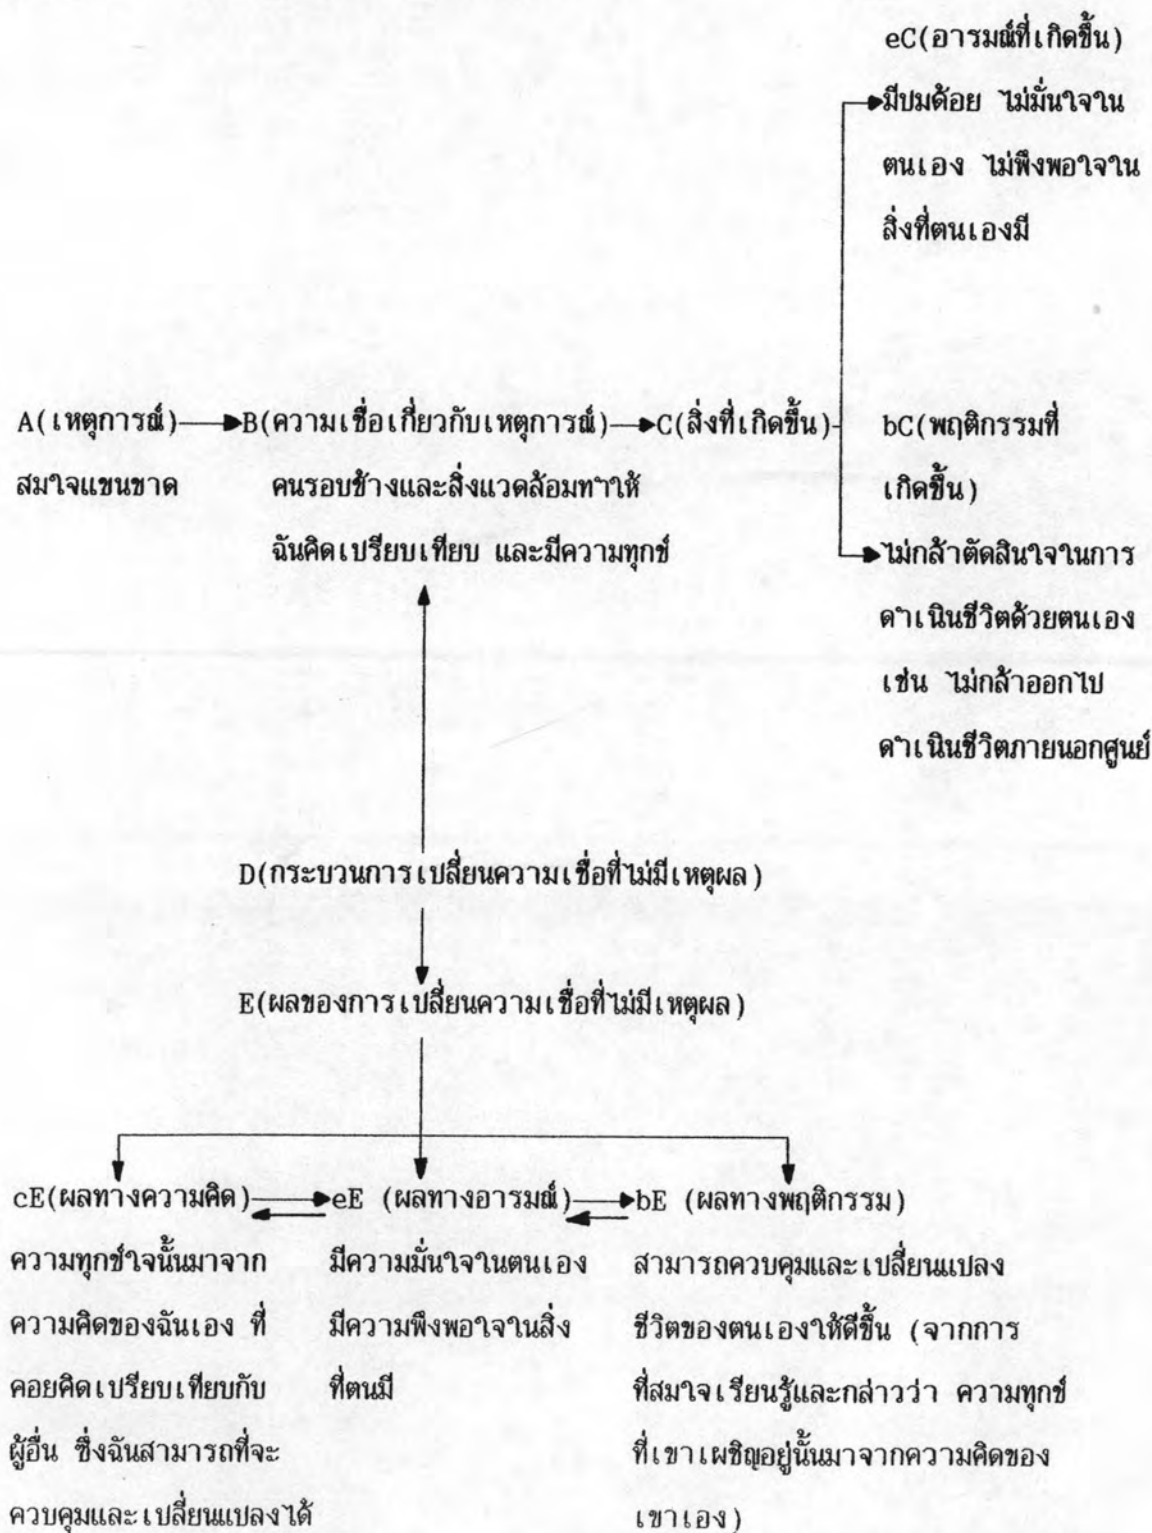 eC(อารมณ์ที่เกิดขึ้น)
มีปมด้อย ไม่มั่นใจใน
ตนเอง ไม่พึงพอใจใน
สิ่งที่ตนเองมี
A(เหตุการณ์)
สมใจแขนขาด
B(ความเชื่อเกี่ยวกับเหตุการณ์)
คนรอบข้างและสิ่งแวดล้อมทำให้
ฉันคิดเปรียบเทียบ และมีความทุกข์
C(สิ่งที่เกิดขึ้น)
bC(พฤติกรรมที่
เกิดขึ้น)
ไม่กล้าตัดสินใจในการ
ดำเนินชีวิตด้วยตนเอง
เช่น ไม่กล้าออกไป
ดำเนินชีวิตภายนอกศูนย์
D(กระบวนการเปลี่ยนความเชื่อที่ไม่มีเหตุผล)
E(ผลของการเปลี่ยนความเชื่อที่ไม่มีเหตุผล)
cE(ผลทางความคิด)
ความทุกข์ใจนั้นมาจาก
ความคิดของฉันเอง ที่
คอยคิดเปรียบเทียบกับ
ผู้อื่น ซึ่งฉันสามารถที่จะ
ควบคุมและเปลี่ยนแปลงได้
eE (ผลทางอารมณ์)
มีความมั่นใจในตนเอง
มีความพึงพอใจในสิ่ง
ที่ตนมี
bE (ผลทางพฤติกรรม)
สามารถควบคุมและเปลี่ยนแปลง
ชีวิตของตนเองให้ดีขึ้น (จากการ
ที่สมใจเรียนรู้และกล่าวว่า ความทุกข์
ที่เขาเผชิญอยู่นั้นมาจากความคิดของ
เขาเอง)